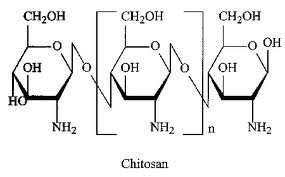 CH₂OH CH₂OH CH₂OH
O O O OH
OH O OH O OH
HO
NH₂ NH₂ n NH₂
Chitosan